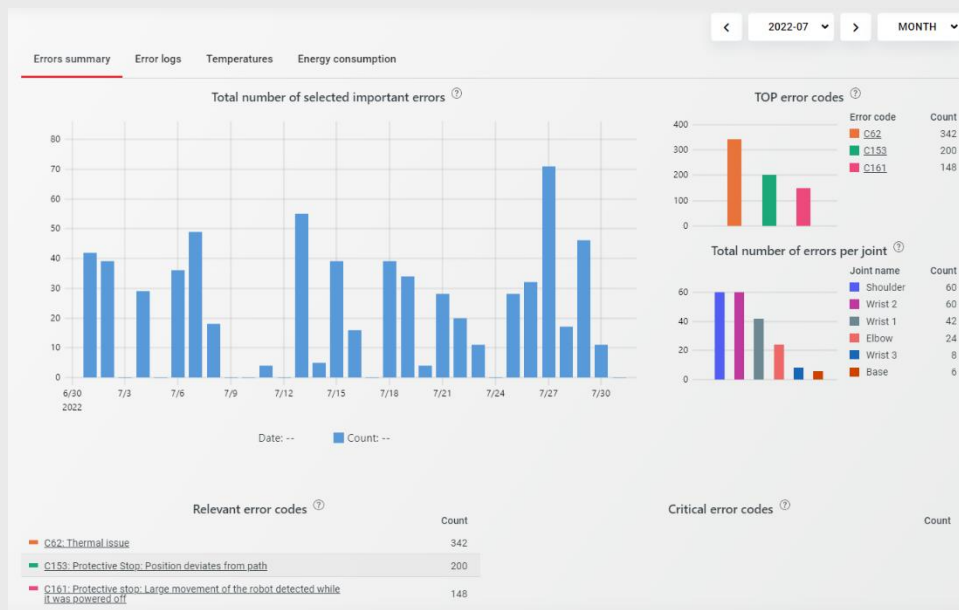 2022-07
MONTH
Errors summary
Error logs
Temperatures
Energy consumption
Total number of selected important errors ?
80
70
60
50
40
30
20
10
0
6/30 7/3 7/6 7/9 7/12 7/15 7/18 7/21 7/24 7/27 7/30
2022
Date: -- Count: --
TOP error codes ?
400
300
200
100
0
Error code Count
C62 342
C153 200
C161 148
Total number of errors per joint ?
60
40
20
0
Joint name Count
Shoulder 60
Wrist 2 60
Wrist 1 42
Elbow 24
Wrist 3 8
Base 6
Relevant error codes ?
Count
C62: Thermal issue 342
C153: Protective Stop: Position deviates from path 200
C161: Protective stop: Large movement of the robot detected while
it was powered off 148
Critical error codes ?
Count